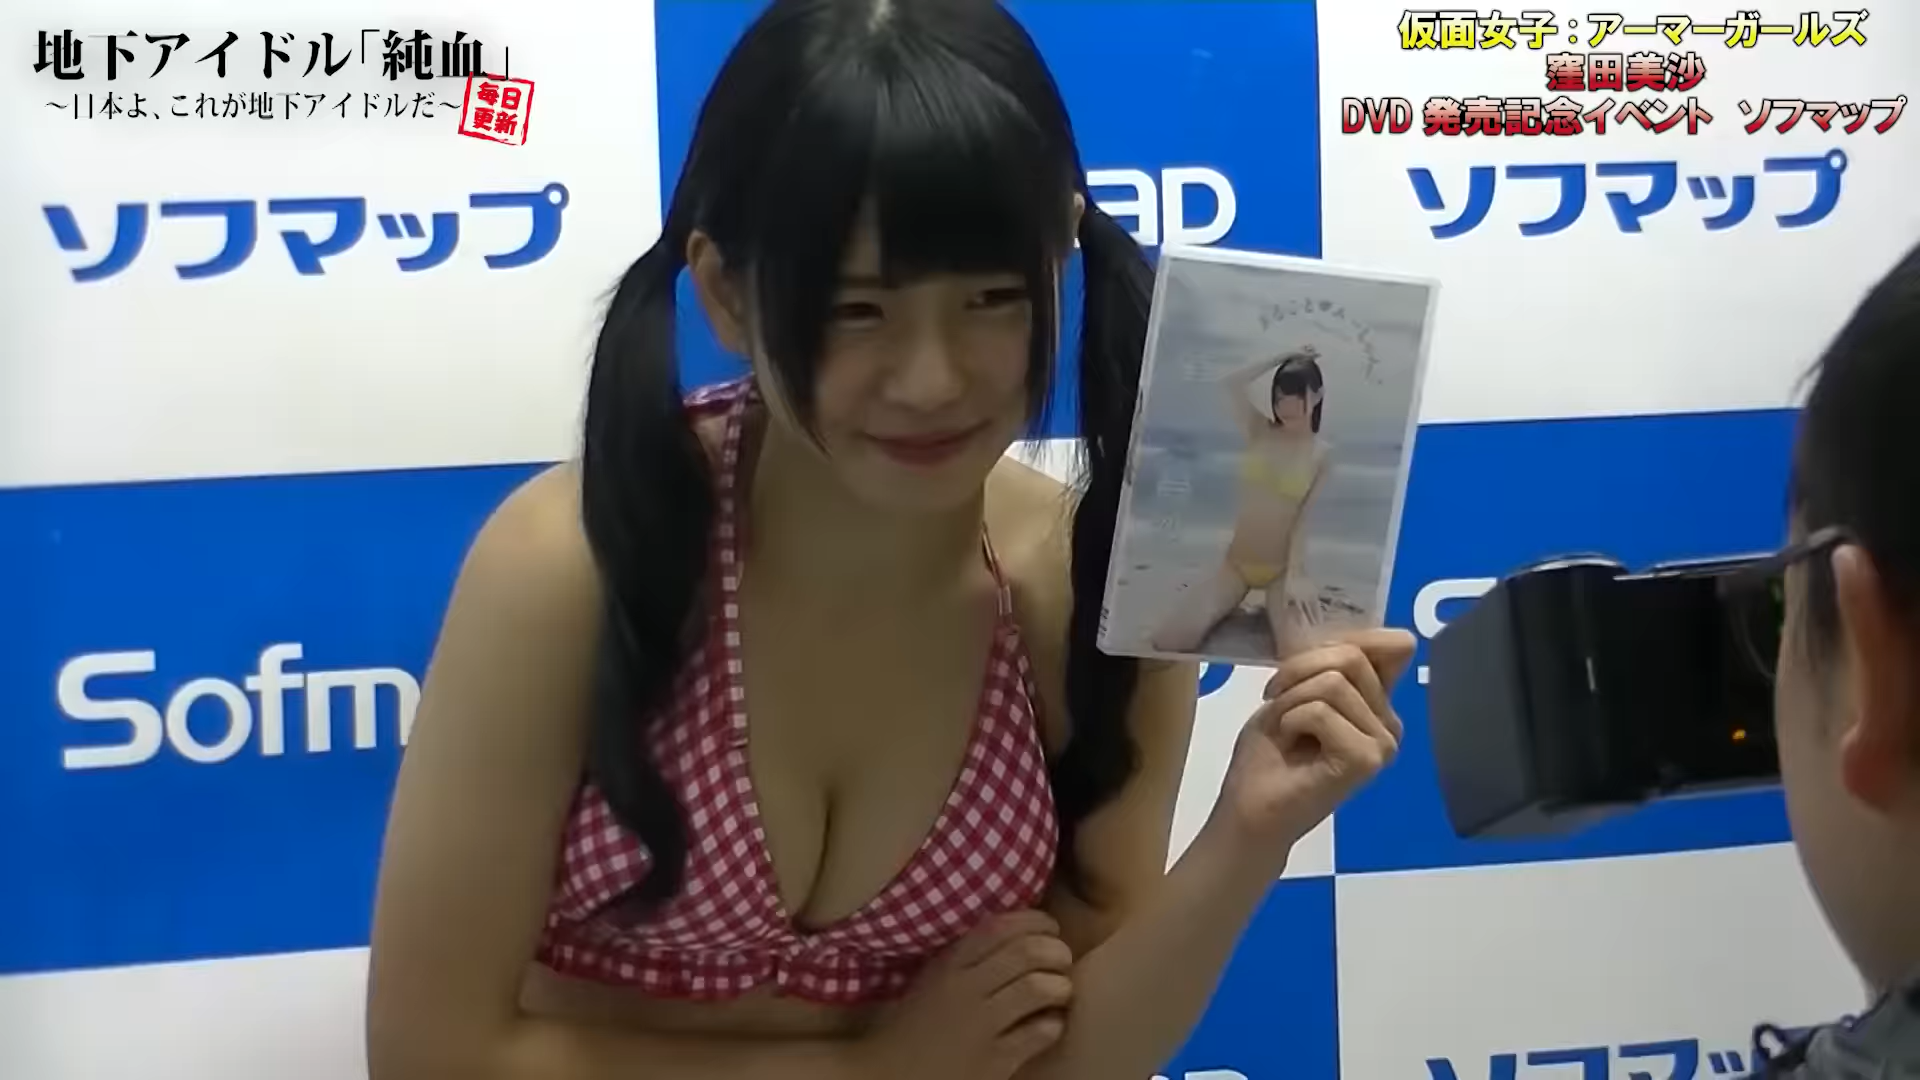 地下アイドル「純血」
～日本よ、これが地下アイドルだ～
毎日
更新
仮面女子：アーマーガールズ
窪田美沙
DVD 発売記念イベント ソフマップ
ソフマップ
ソフマップ
Sofm